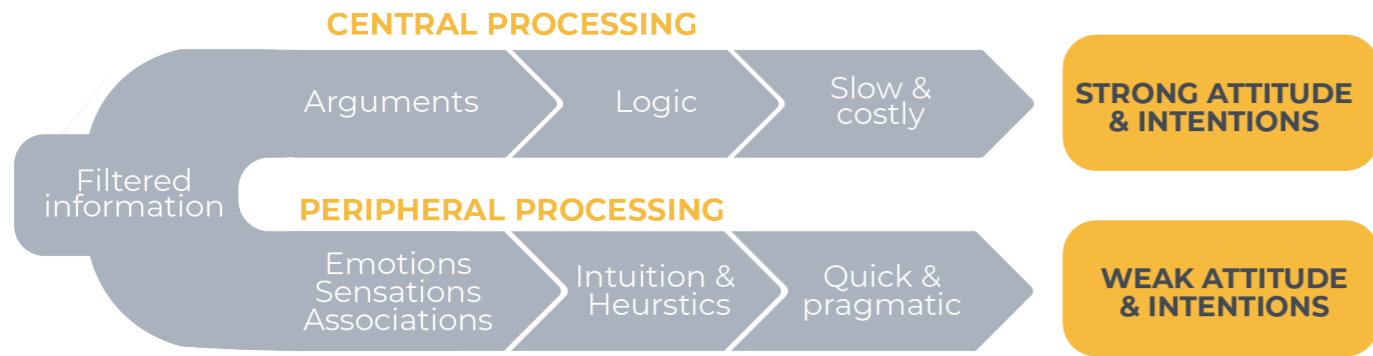 CENTRAL PROCESSING
Arguments
Logic
Slow &
costly
STRONG ATTITUDE
& INTENTIONS
Filtered
information
PERIPHERAL PROCESSING
Emotions
Sensations
Associations
Intuition &
Heurstics
Quick &
pragmatic
WEAK ATTITUDE
& INTENTIONS